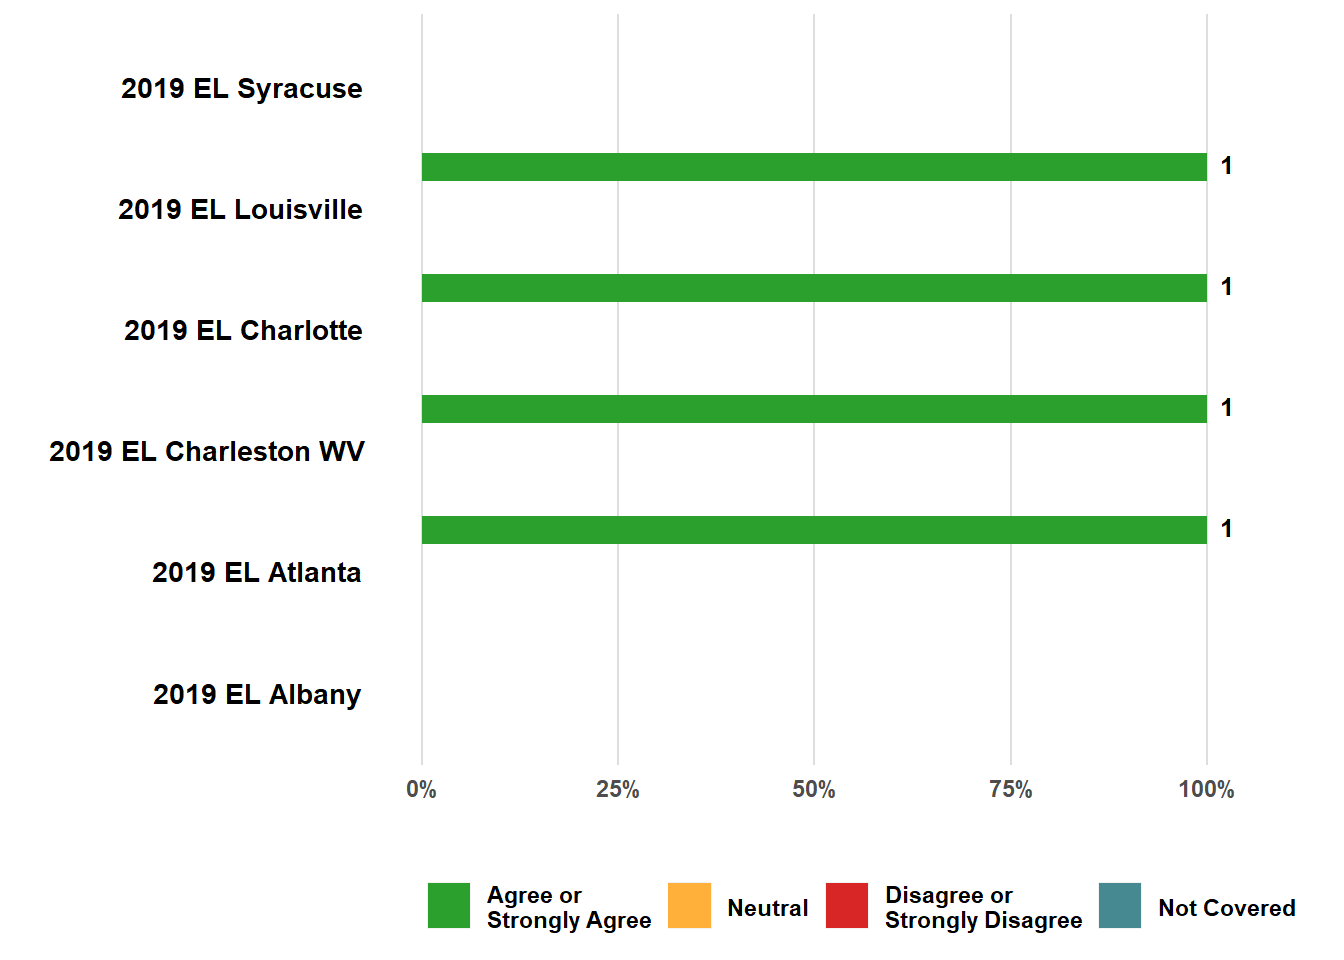 2019 EL Syracuse
1
2019 EL Louisville
1
2019 EL Charlotte
1
2019 EL Charleston WV
1
2019 EL Atlanta
2019 EL Albany
0% 25% 50% 75% 100%
Agree or
Strongly Agree
Neutral
Disagree or
Strongly Disagree
Not Covered